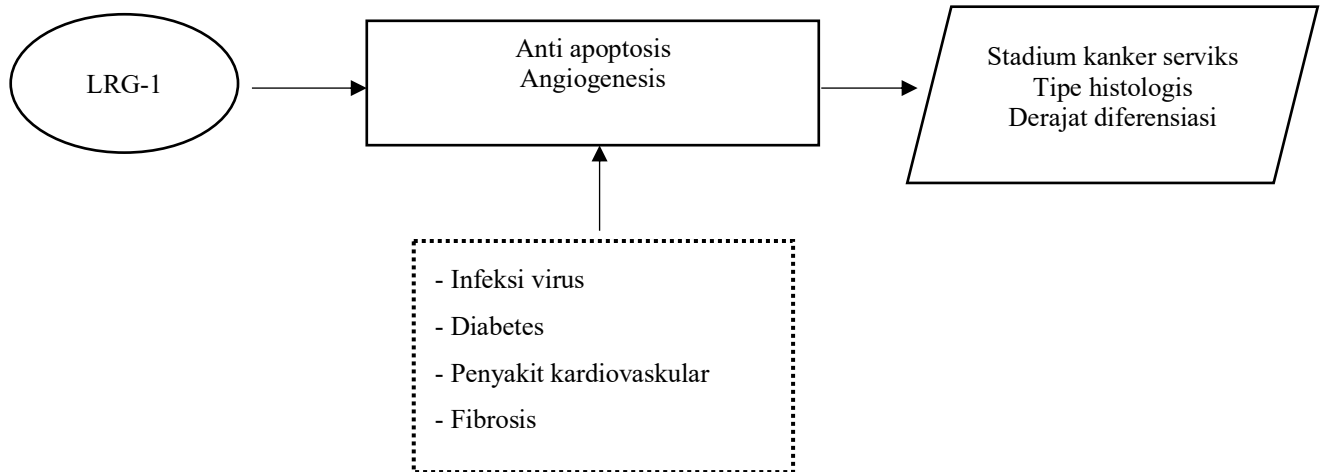 LRG-1
Anti apoptosis
Angiogenesis
Stadium kanker serviks
Tipe histologis
Derajat diferensiasi
- Infeksi virus
- Diabetes
- Penyakit kardiovaskular
- Fibrosis